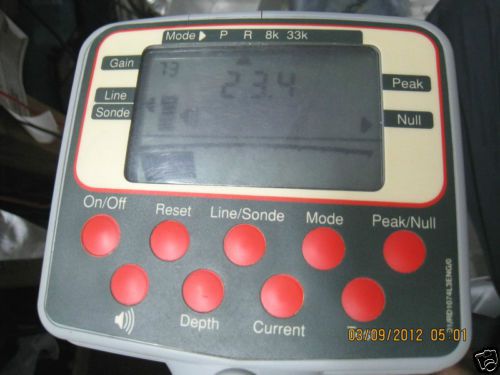 Mode ▶ P R 8k 33k
Gain
73
23.4
Peak
Line
Sonde
Null
On/Off Reset Line/Sonde Mode Peak/Null
Depth Current
03/09/2012 05:01